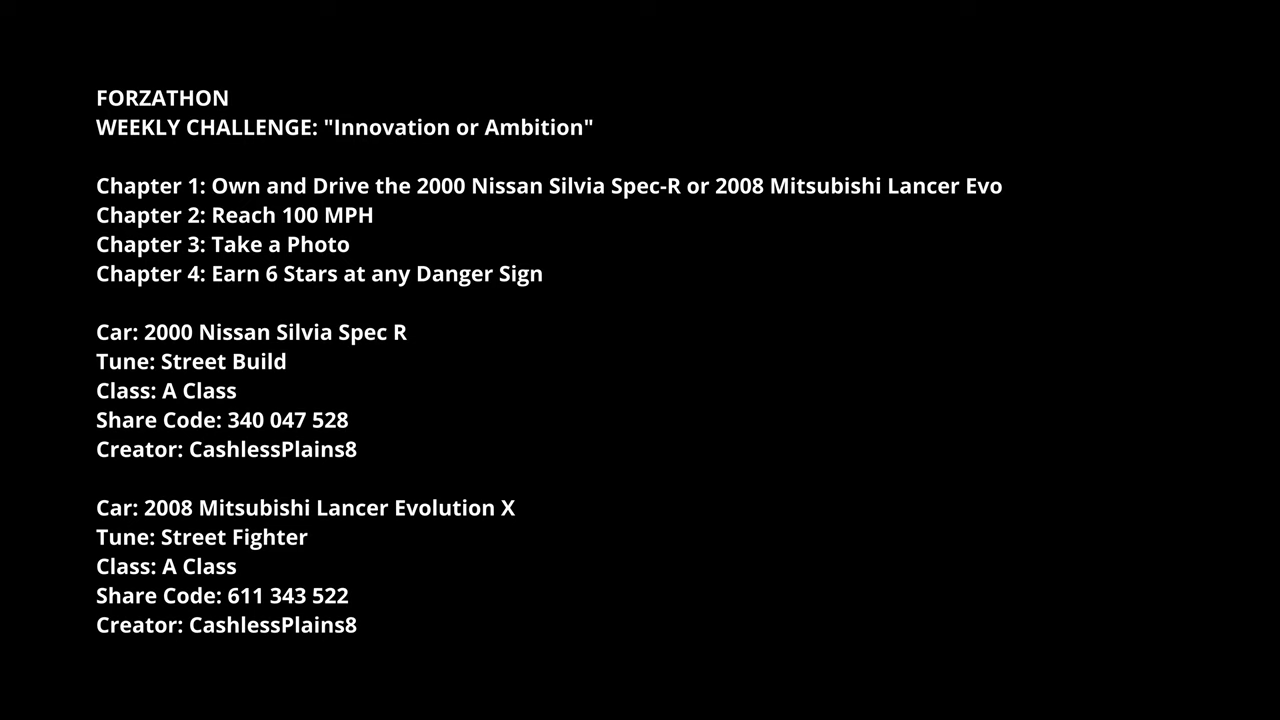 FORZATHON
WEEKLY CHALLENGE: "Innovation or Ambition"
Chapter 1: Own and Drive the 2000 Nissan Silvia Spec-R or 2008 Mitsubishi Lancer Evo
Chapter 2: Reach 100 MPH
Chapter 3: Take a Photo
Chapter 4: Earn 6 Stars at any Danger Sign
Car: 2000 Nissan Silvia Spec R
Tune: Street Build
Class: A Class
Share Code: 340 047 528
Creator: CashlessPlains8
Car: 2008 Mitsubishi Lancer Evolution X
Tune: Street Fighter
Class: A Class
Share Code: 611 343 522
Creator: CashlessPlains8